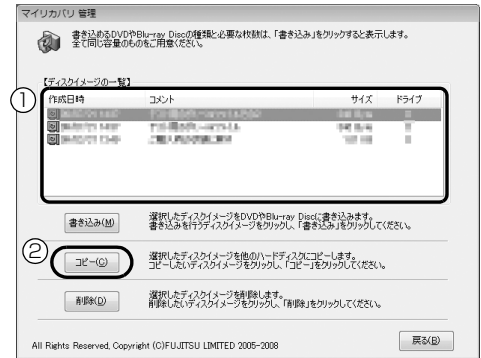 マイリカバリ 管理
書き込めるDVDやBlu-ray Discの種類と必要な枚数は、「書き込み」をクリックすると表示します。
全て同じ容量のものをご用意ください。
【ディスクイメージの一覧】
①
作成日時 コメント サイズ ドライブ
書き込み(M)
選択したディスクイメージをDVDやBlu-ray Discに書き込みます。
書き込みを行うディスクイメージをクリックし、「書き込み」をクリックしてください。
②
コピー(C)
選択したディスクイメージを他のハードディスクにコピーします。
コピーしたいディスクイメージをクリックし、「コピー」をクリックしてください。
削除(D)
選択したディスクイメージを削除します。
削除したいディスクイメージをクリックし、「削除」をクリックしてください。
All Rights Reserved, Copyright (C)FUJITSU LIMITED 2005-2008
戻る(B)